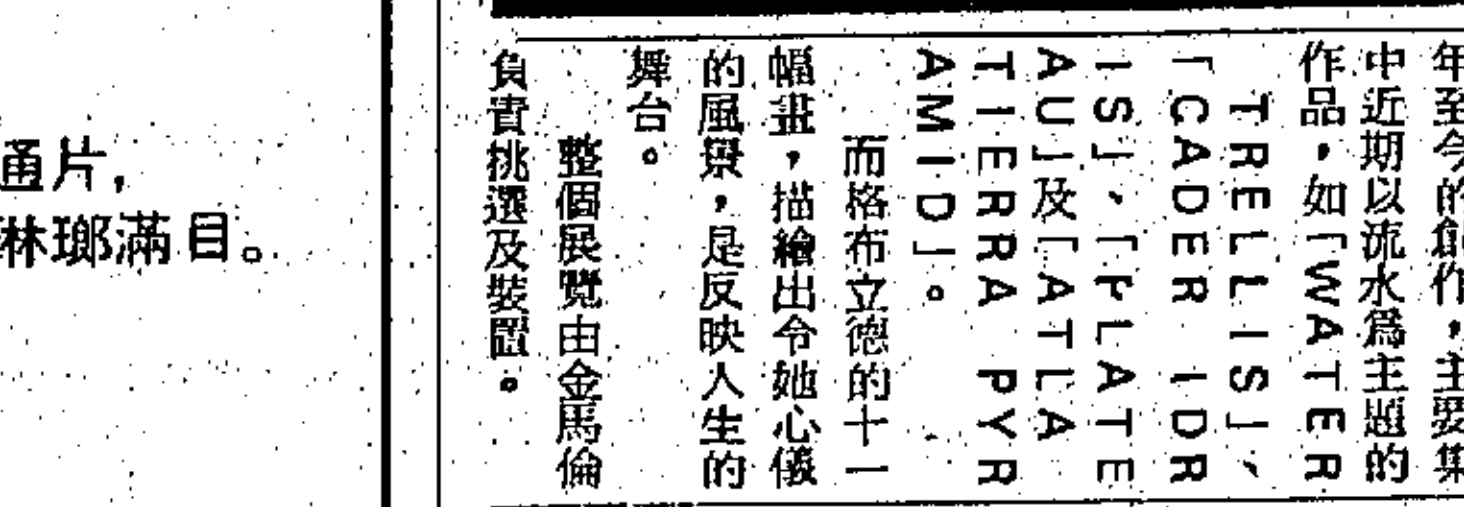 年至今的創作，主要集
中近期以流水爲主題的
作品，如「WATER
TRELLIS」、
「CADER IDR
IS」、「PLATE
AU」及「ATLA
TIERRA PYR
AMID」。
而格布立德的十一
幅畫，描繪出令她心儀
的風景，是反映人生的
舞台。
整個展覽由金馬倫
負責挑選及裝置。
通片，
琳瑯滿目。